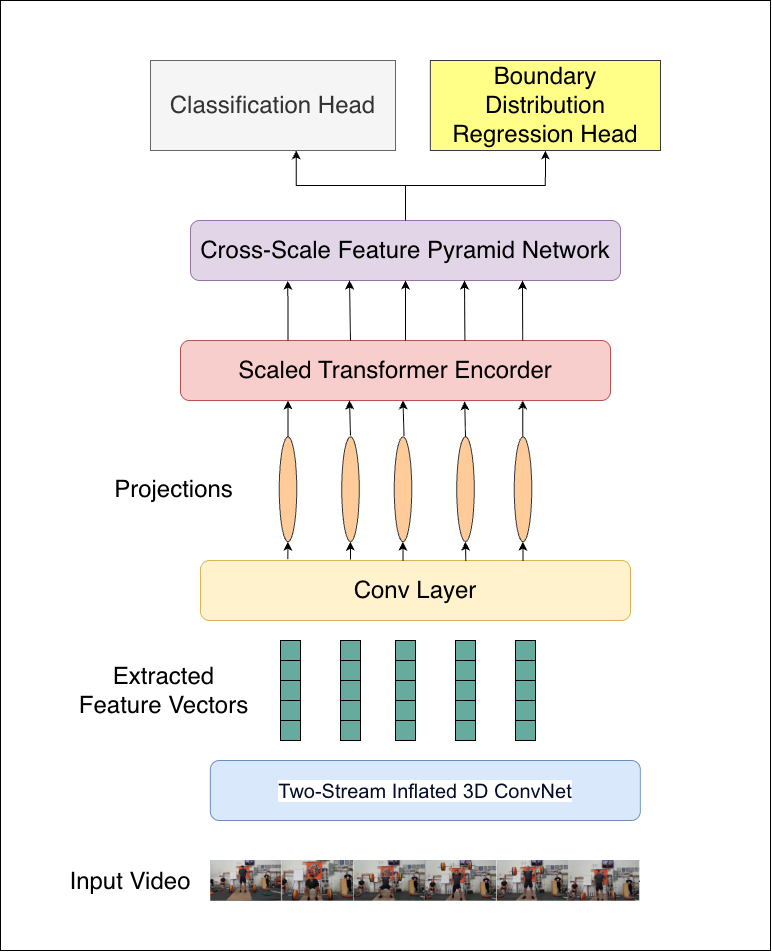 Classification Head
Boundary
Distribution
Regression Head
Cross-Scale Feature Pyramid Network
Scaled Transformer Encorder
Projections
Conv Layer
Extracted
Feature Vectors
Two-Stream Inflated 3D ConvNet
Input Video